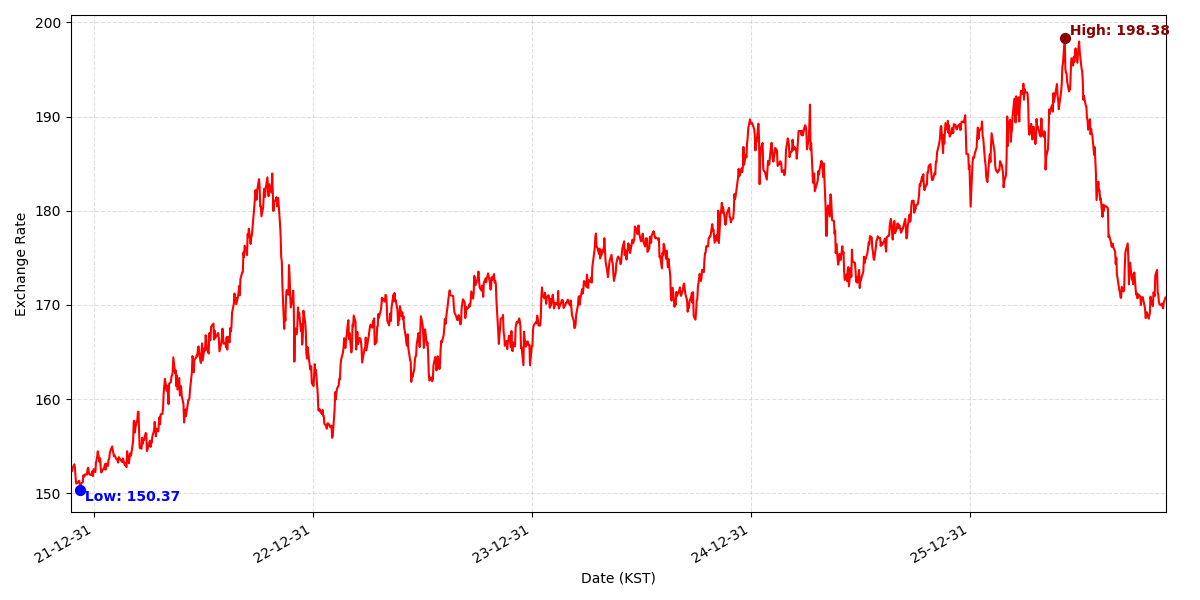 200
190
180
170
160
150
Exchange Rate
High: 198.38
Low: 150.37
21-12-31
22-12-31
23-12-31
24-12-31
25-12-31
Date (KST)